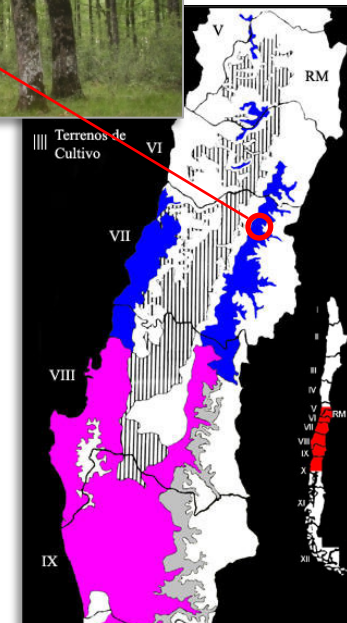 V
RM
Terrenos de
Cultivo
VI
VII
VIII
IX
I
II
III
IV
V
RM
VI
VII
VIII
IX
X
XI
XII